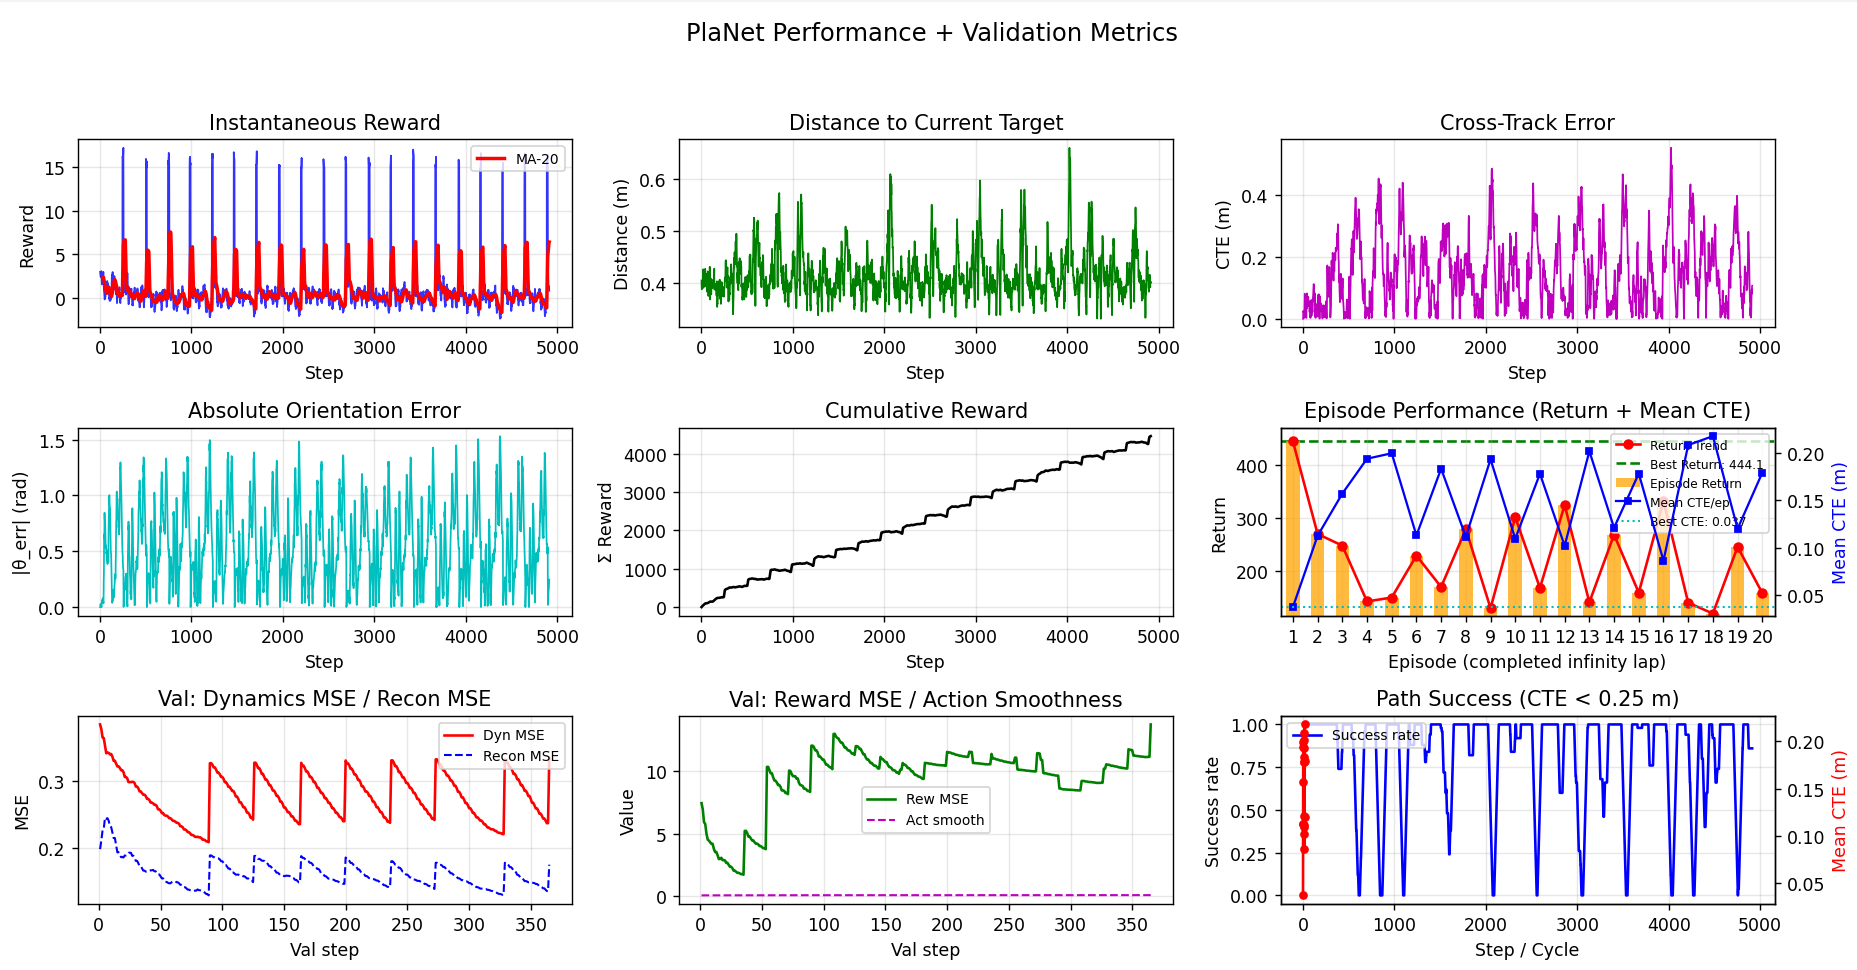 PlaNet Performance + Validation Metrics
Instantaneous Reward
Reward
15
10
5
0
MA-20
0 1000 2000 3000 4000 5000
Step
Distance to Current Target
Distance (m)
0.6
0.5
0.4
0 1000 2000 3000 4000 5000
Step
Cross-Track Error
CTE (m)
0.4
0.2
0.0
0 1000 2000 3000 4000 5000
Step
Absolute Orientation Error
|θ_err| (rad)
1.5
1.0
0.5
0.0
0 1000 2000 3000 4000 5000
Step
Cumulative Reward
Σ Reward
4000
3000
2000
1000
0
0 1000 2000 3000 4000 5000
Step
Episode Performance (Return + Mean CTE)
Return
400
300
200
Return Trend
Best Return: 444.1
Episode Return
Mean CTE/ep
Best CTE: 0.037
0.20
0.15
0.10
0.05
Mean CTE (m)
1 2 3 4 5 6 7 8 9 10 11 12 13 14 15 16 17 18 19 20
Episode (completed infinity lap)
Val: Dynamics MSE / Recon MSE
MSE
0.3
0.2
Dyn MSE
Recon MSE
0 50 100 150 200 250 300 350
Val step
Val: Reward MSE / Action Smoothness
Value
10
5
0
Rew MSE
Act smooth
0 50 100 150 200 250 300 350
Val step
Path Success (CTE < 0.25 m)
Success rate
1.00
0.75
0.50
0.25
0.00
Success rate
0.20
0.15
0.10
0.05
Mean CTE (m)
0 1000 2000 3000 4000 5000
Step / Cycle